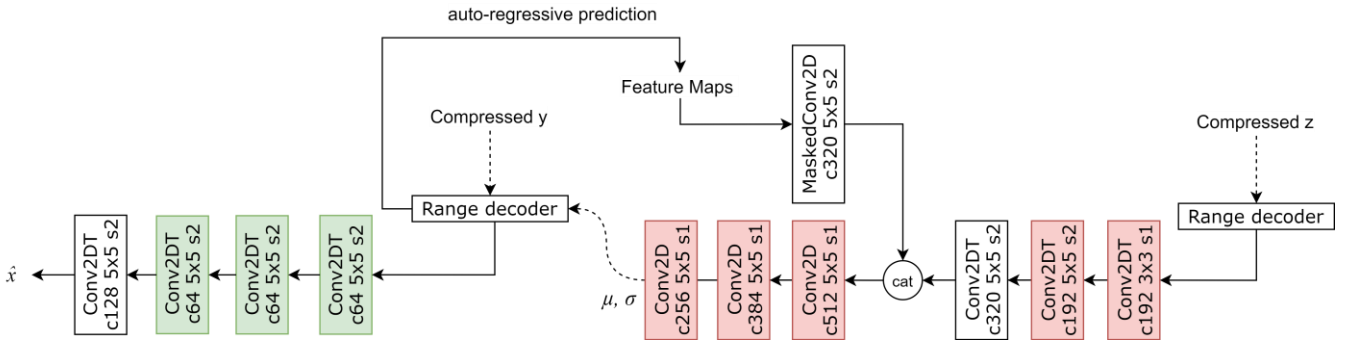 auto-regressive prediction
Feature Maps
MaskedConv2D
c320 5x5 s2
Compressed y
Compressed z
Range decoder
Range decoder
x̂
Conv2DT
c128 5x5 s2
Conv2DT
c64 5x5 s2
Conv2DT
c64 5x5 s2
Conv2DT
c64 5x5 s2
μ, σ
Conv2D
c256 5x5 s1
Conv2D
c384 5x5 s1
Conv2D
c512 5x5 s1
cat
Conv2DT
c320 5x5 s2
Conv2DT
c192 5x5 s2
Conv2DT
c192 3x3 s1